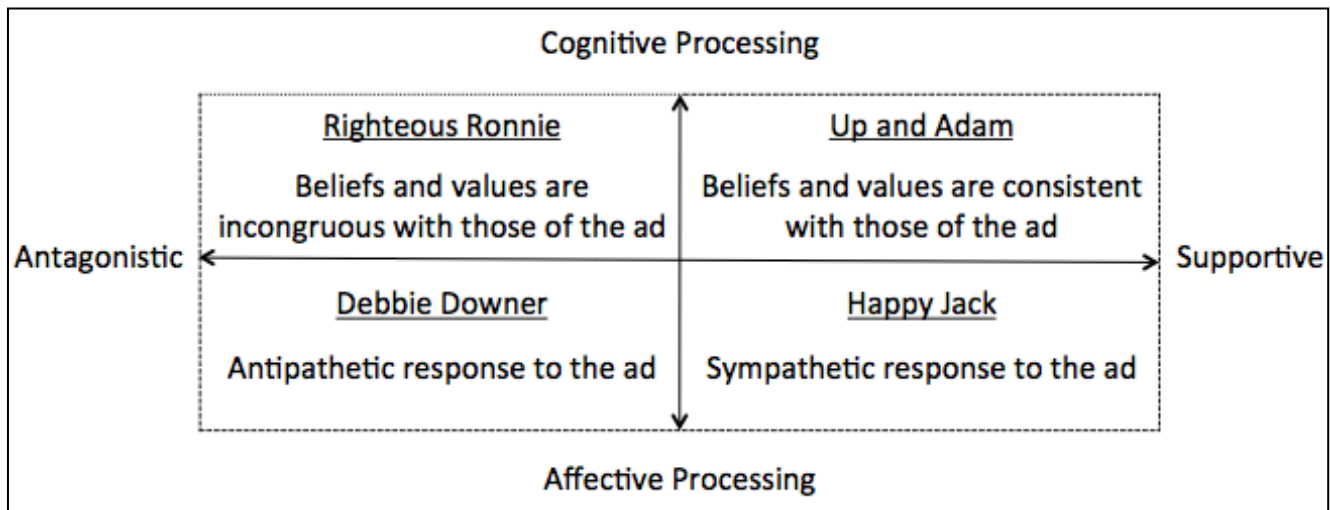 Cognitive Processing
Righteous Ronnie
Beliefs and values are
incongruous with those of the ad
Up and Adam
Beliefs and values are consistent
with those of the ad
Antagonistic
Supportive
Debbie Downer
Antipathetic response to the ad
Happy Jack
Sympathetic response to the ad
Affective Processing